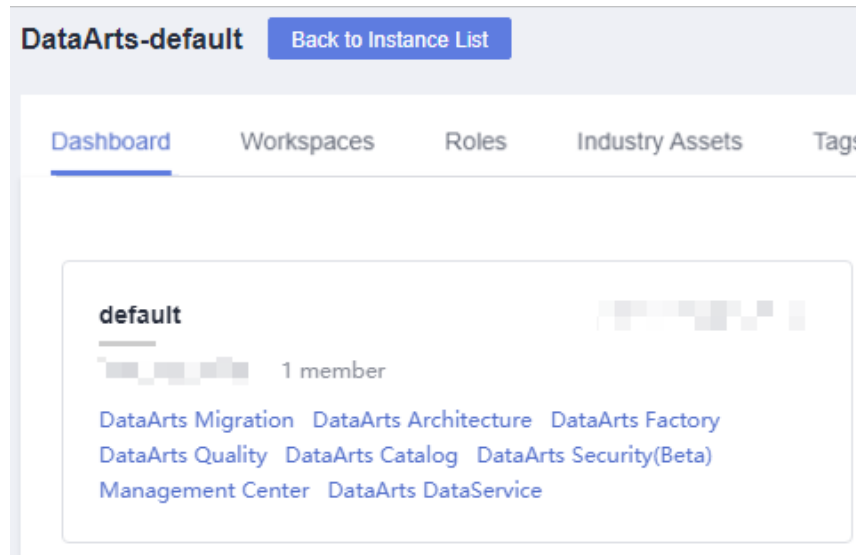 DataArts-default Back to Instance List
Dashboard Workspaces Roles Industry Assets
default
1 member
DataArts Migration DataArts Architecture DataArts Factory
DataArts Quality DataArts Catalog DataArts Security(Beta)
Management Center DataArts DataService